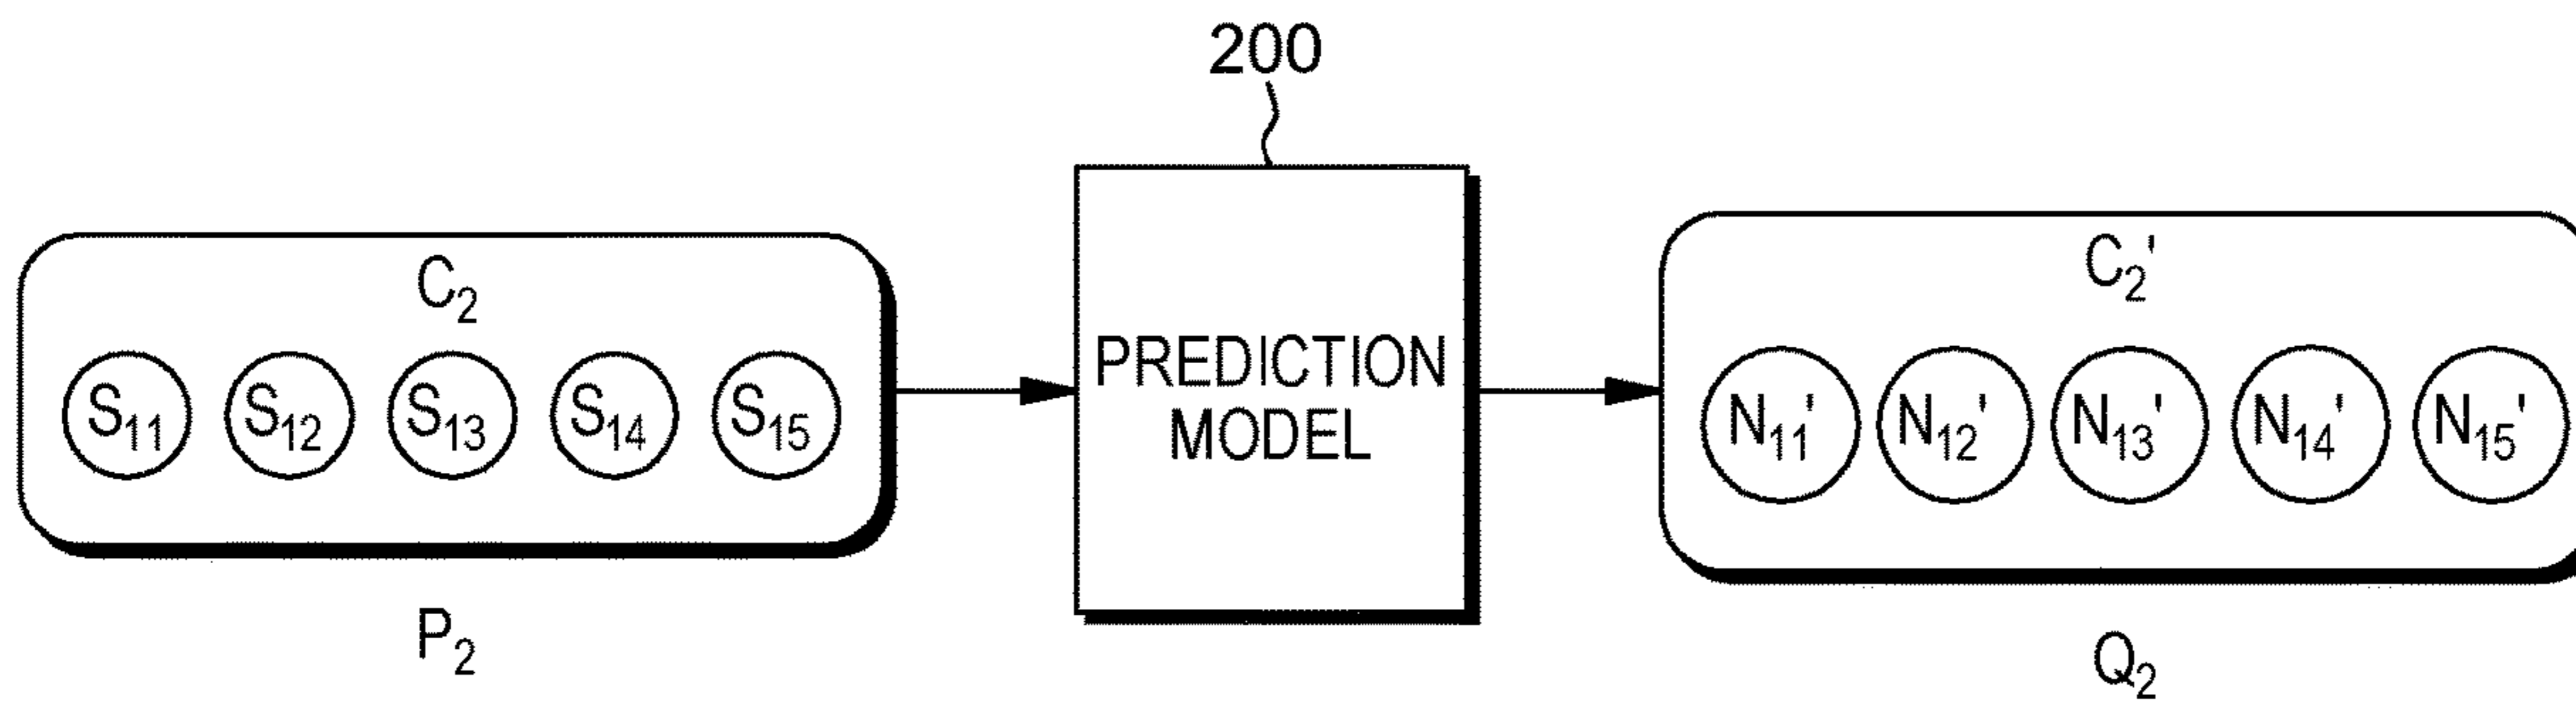 200
C₂
S₁₁ S₁₂ S₁₃ S₁₄ S₁₅
P₂
PREDICTION
MODEL
C₂'
N₁₁' N₁₂' N₁₃' N₁₄' N₁₅'
Q₂